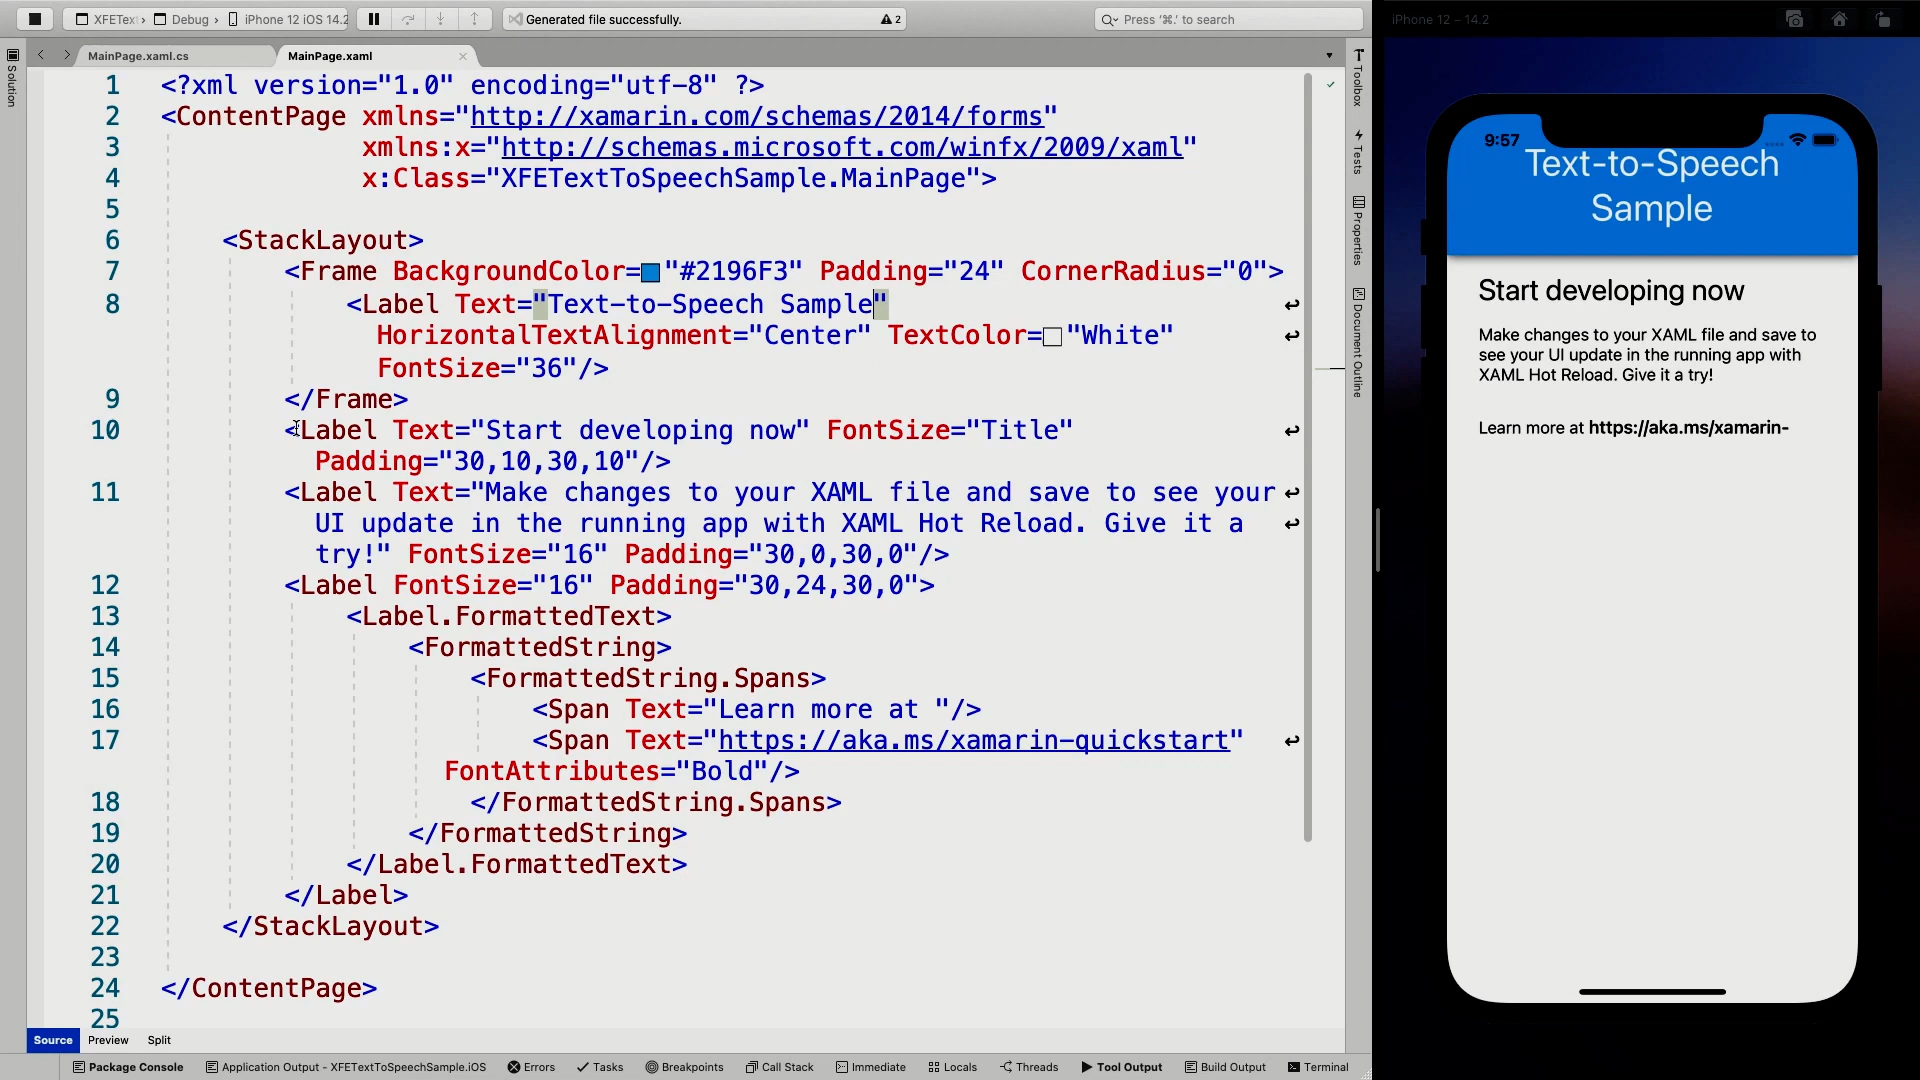 XFETex
Debug
iPhone 12 iOS 14.2
Generated file successfully.
2
Press ‘⌘.’ to search
iPhone 12 – 14.2
Solution
MainPage.xaml.cs
MainPage.xaml
1 <?xml version="1.0" encoding="utf-8" ?>
2 <ContentPage xmlns="http://xamarin.com/schemas/2014/forms"
3 xmlns:x="http://schemas.microsoft.com/winfx/2009/xaml"
4 x:Class="XFETextToSpeechSample.MainPage">
5
6 <StackLayout>
7 <Frame BackgroundColor="#2196F3" Padding="24" CornerRadius="0">
8 <Label Text="Text-to-Speech Sample"
HorizontalTextAlignment="Center" TextColor="White"
FontSize="36"/>
9 </Frame>
10 <Label Text="Start developing now" FontSize="Title"
Padding="30,10,30,10"/>
11 <Label Text="Make changes to your XAML file and save to see your
UI update in the running app with XAML Hot Reload. Give it a
try!" FontSize="16" Padding="30,0,30,0"/>
12 <Label FontSize="16" Padding="30,24,30,0">
13 <Label.FormattedText>
14 <FormattedString>
15 <FormattedString.Spans>
16 <Span Text="Learn more at "/>
17 <Span Text="https://aka.ms/xamarin-quickstart"
FontAttributes="Bold"/>
18 </FormattedString.Spans>
19 </FormattedString>
20 </Label.FormattedText>
21 </Label>
22 </StackLayout>
23
24 </ContentPage>
25
Toolbox
Tests
Properties
Document Outline
9:57
Text-to-Speech
Sample
Start developing now
Make changes to your XAML file and save to
see your UI update in the running app with
XAML Hot Reload. Give it a try!
Learn more at https://aka.ms/xamarin-
Source
Preview
Split
Package Console
Application Output - XFETextToSpeechSample.iOS
Errors
Tasks
Breakpoints
Call Stack
Immediate
Locals
Threads
Tool Output
Build Output
Terminal